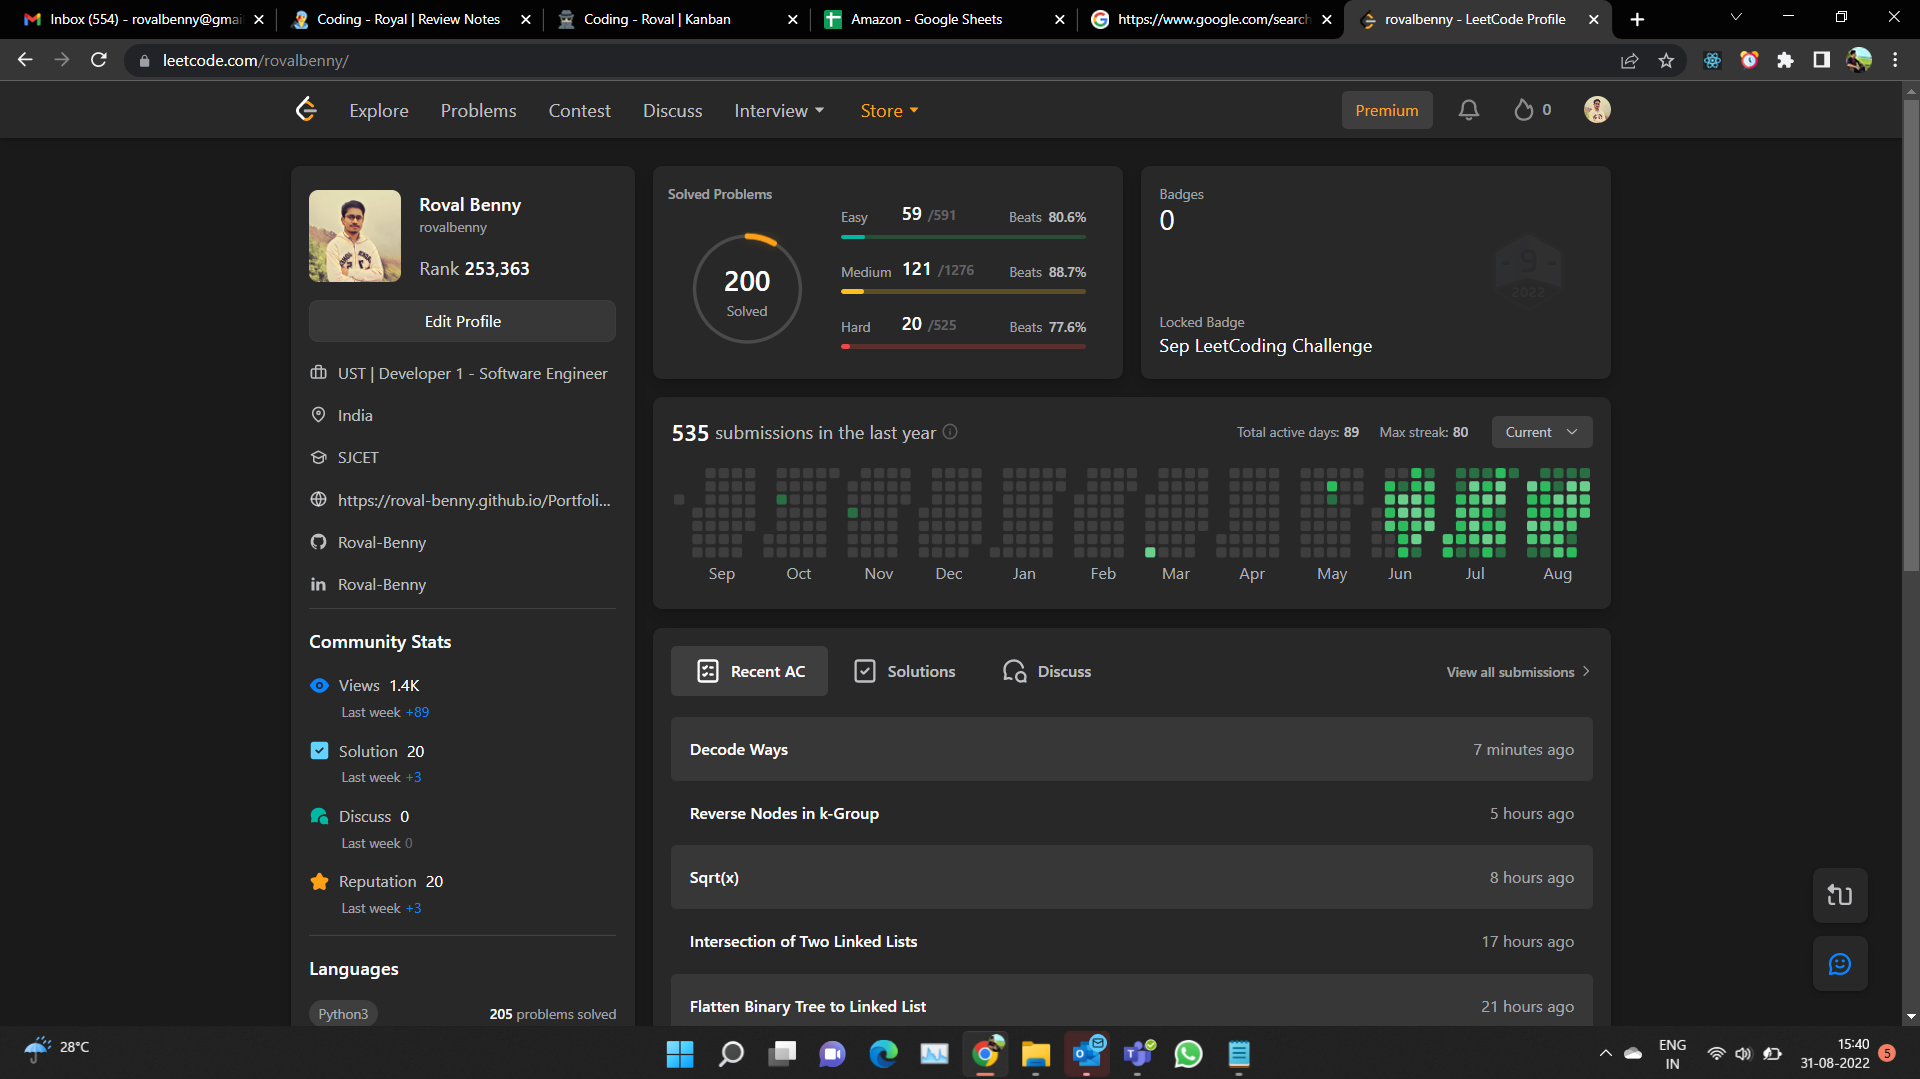 Inbox (554) - rovalbenny@gmai
Coding - Royal | Review Notes
Coding - Roval | Kanban
Amazon - Google Sheets
https://www.google.com/search
rovalbenny - LeetCode Profile
leetcode.com/rovalbenny/
Explore
Problems
Contest
Discuss
Interview
Store
Premium
0
Roval Benny
rovalbenny
Rank 253,363
Edit Profile
UST | Developer 1 - Software Engineer
India
SJCET
https://roval-benny.github.io/Portfoli...
Roval-Benny
Roval-Benny
Community Stats
Views 1.4K
Last week +89
Solution 20
Last week +3
Discuss 0
Last week 0
Reputation 20
Last week +3
Languages
Python3
205 problems solved
Solved Problems
200
Solved
Easy 59 /591 Beats 80.6%
Medium 121 /1276 Beats 88.7%
Hard 20 /525 Beats 77.6%
Badges
0
9
2022
Locked Badge
Sep LeetCoding Challenge
535 submissions in the last year
Total active days: 89
Max streak: 80
Current
Sep Oct Nov Dec Jan Feb Mar Apr May Jun Jul Aug
Recent AC
Solutions
Discuss
View all submissions
Decode Ways 7 minutes ago
Reverse Nodes in k-Group 5 hours ago
Sqrt(x) 8 hours ago
Intersection of Two Linked Lists 17 hours ago
Flatten Binary Tree to Linked List 21 hours ago
28°C
ENG
IN
15:40
31-08-2022
5